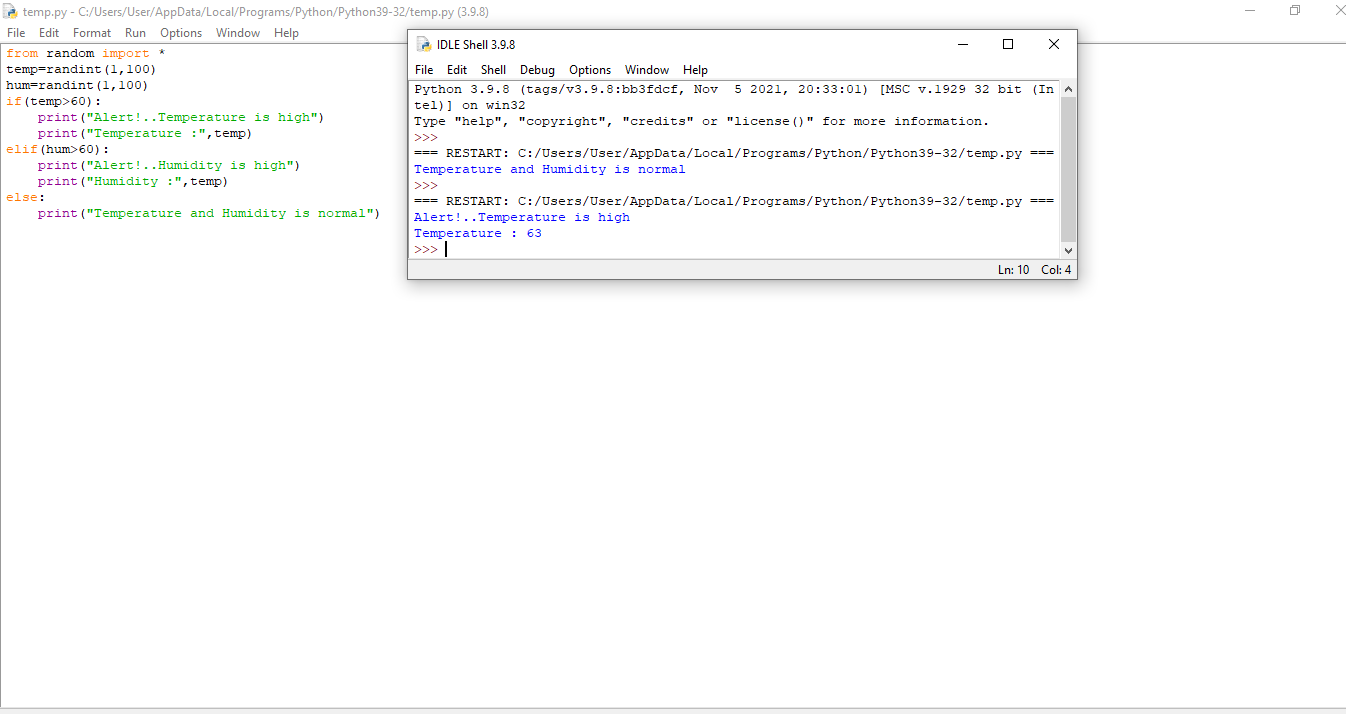 temp.py - C:/Users/User/AppData/Local/Programs/Python/Python39-32/temp.py (3.9.8)
File Edit Format Run Options Window Help
from random import *
temp=randint(1,100)
hum=randint(1,100)
if(temp>60):
    print("Alert!..Temperature is high")
    print("Temperature :",temp)
elif(hum>60):
    print("Alert!..Humidity is high")
    print("Humidity :",temp)
else:
    print("Temperature and Humidity is normal")
IDLE Shell 3.9.8
File Edit Shell Debug Options Window Help
Python 3.9.8 (tags/v3.9.8:bb3fdcf, Nov  5 2021, 20:33:01) [MSC v.1929 32 bit (In
tel)] on win32
Type "help", "copyright", "credits" or "license()" for more information.
>>>
=== RESTART: C:/Users/User/AppData/Local/Programs/Python/Python39-32/temp.py ===
Temperature and Humidity is normal
>>>
=== RESTART: C:/Users/User/AppData/Local/Programs/Python/Python39-32/temp.py ===
Alert!..Temperature is high
Temperature : 63
>>>
Ln: 10 Col: 4